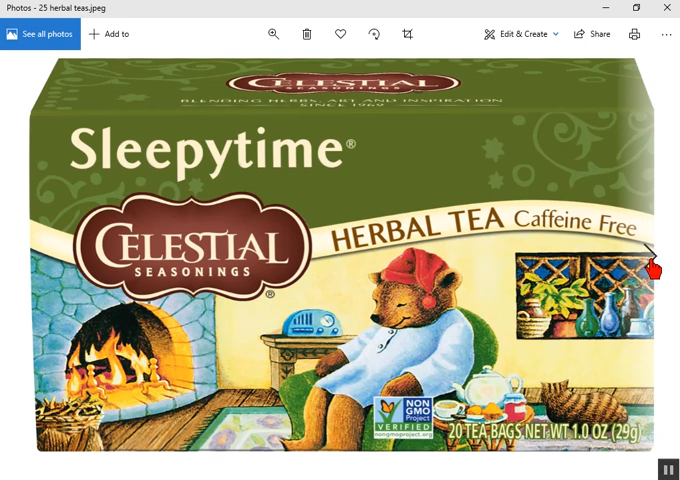 Photos - 25 herbal teas.jpeg
See all photos
Add to
Edit & Create
Share
CELESTIAL
SEASONINGS
BLENDING HERBS, ART AND INSPIRATION
SINCE 1969
Sleepytime®
CELESTIAL
SEASONINGS
®
HERBAL TEA Caffeine Free
NON
GMO
Project
VERIFIED
nongmoproject.org
20 TEA BAGS NET WT 1.0 OZ (29g)